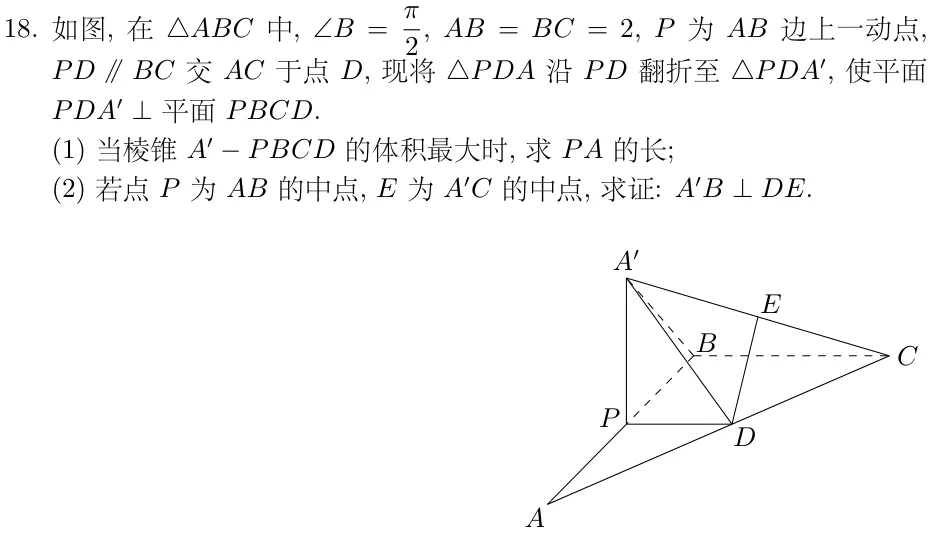 18. 如图, 在 △ABC 中, ∠B = π/2, AB = BC = 2, P 为 AB 边上一动点,
PD ∥ BC 交 AC 于点 D, 现将 △PDA 沿 PD 翻折至 △PDA′, 使平面
PDA′ ⊥ 平面 PBCD.
(1) 当棱锥 A′ − PBCD 的体积最大时, 求 PA 的长;
(2) 若点 P 为 AB 的中点, E 为 A′C 的中点, 求证: A′B ⊥ DE.
A′
E
B
C
P
D
A